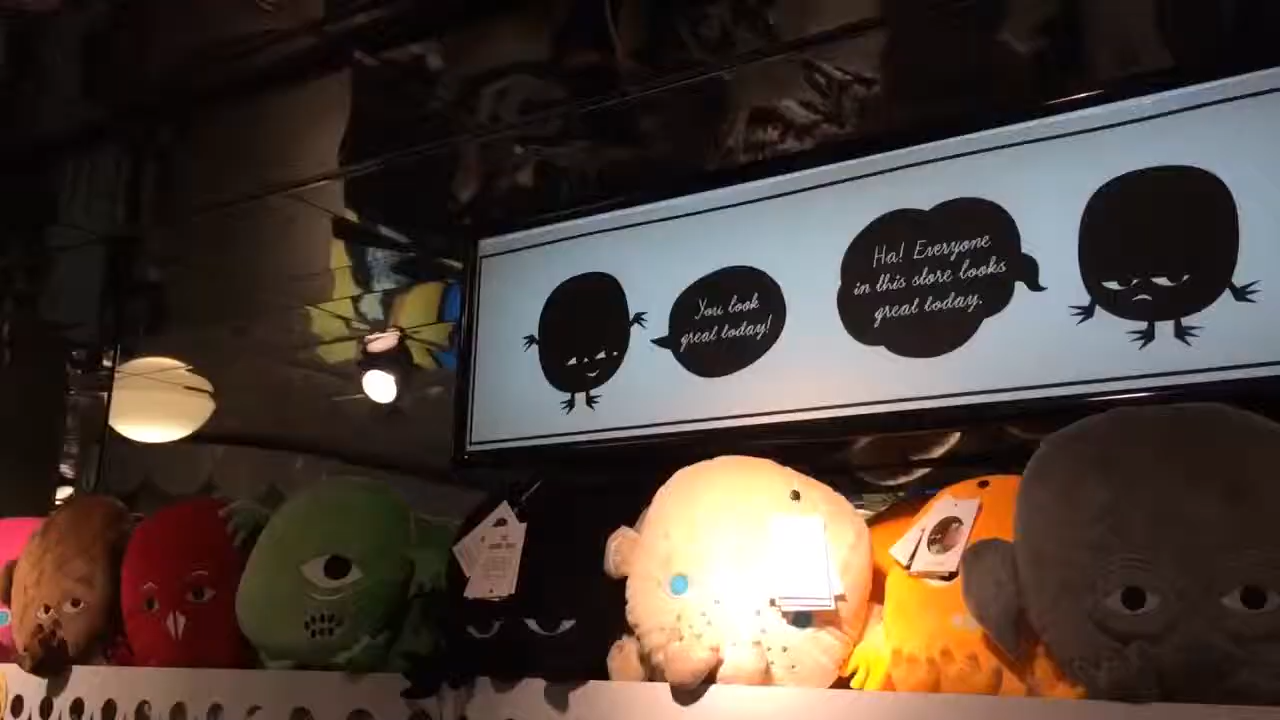 You look
great today!
Ha! Everyone
in this store looks
great today.